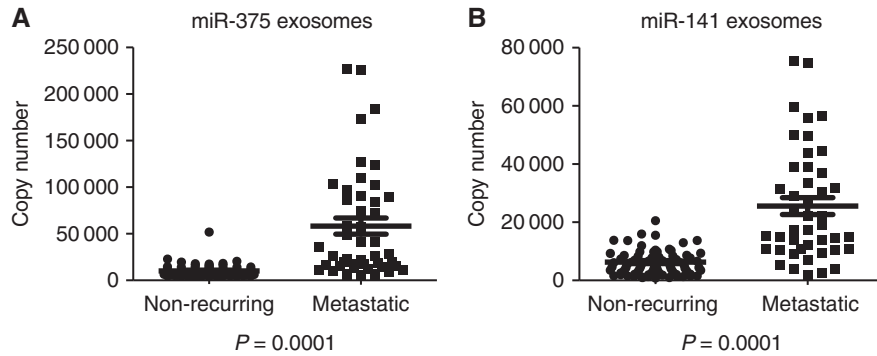 A
miR-375 exosomes
Copy number
250 000
200 000
150 000
100 000
50 000
0
Non-recurring
Metastatic
P = 0.0001
B
miR-141 exosomes
Copy number
80 000
60 000
40 000
20 000
0
Non-recurring
Metastatic
P = 0.0001